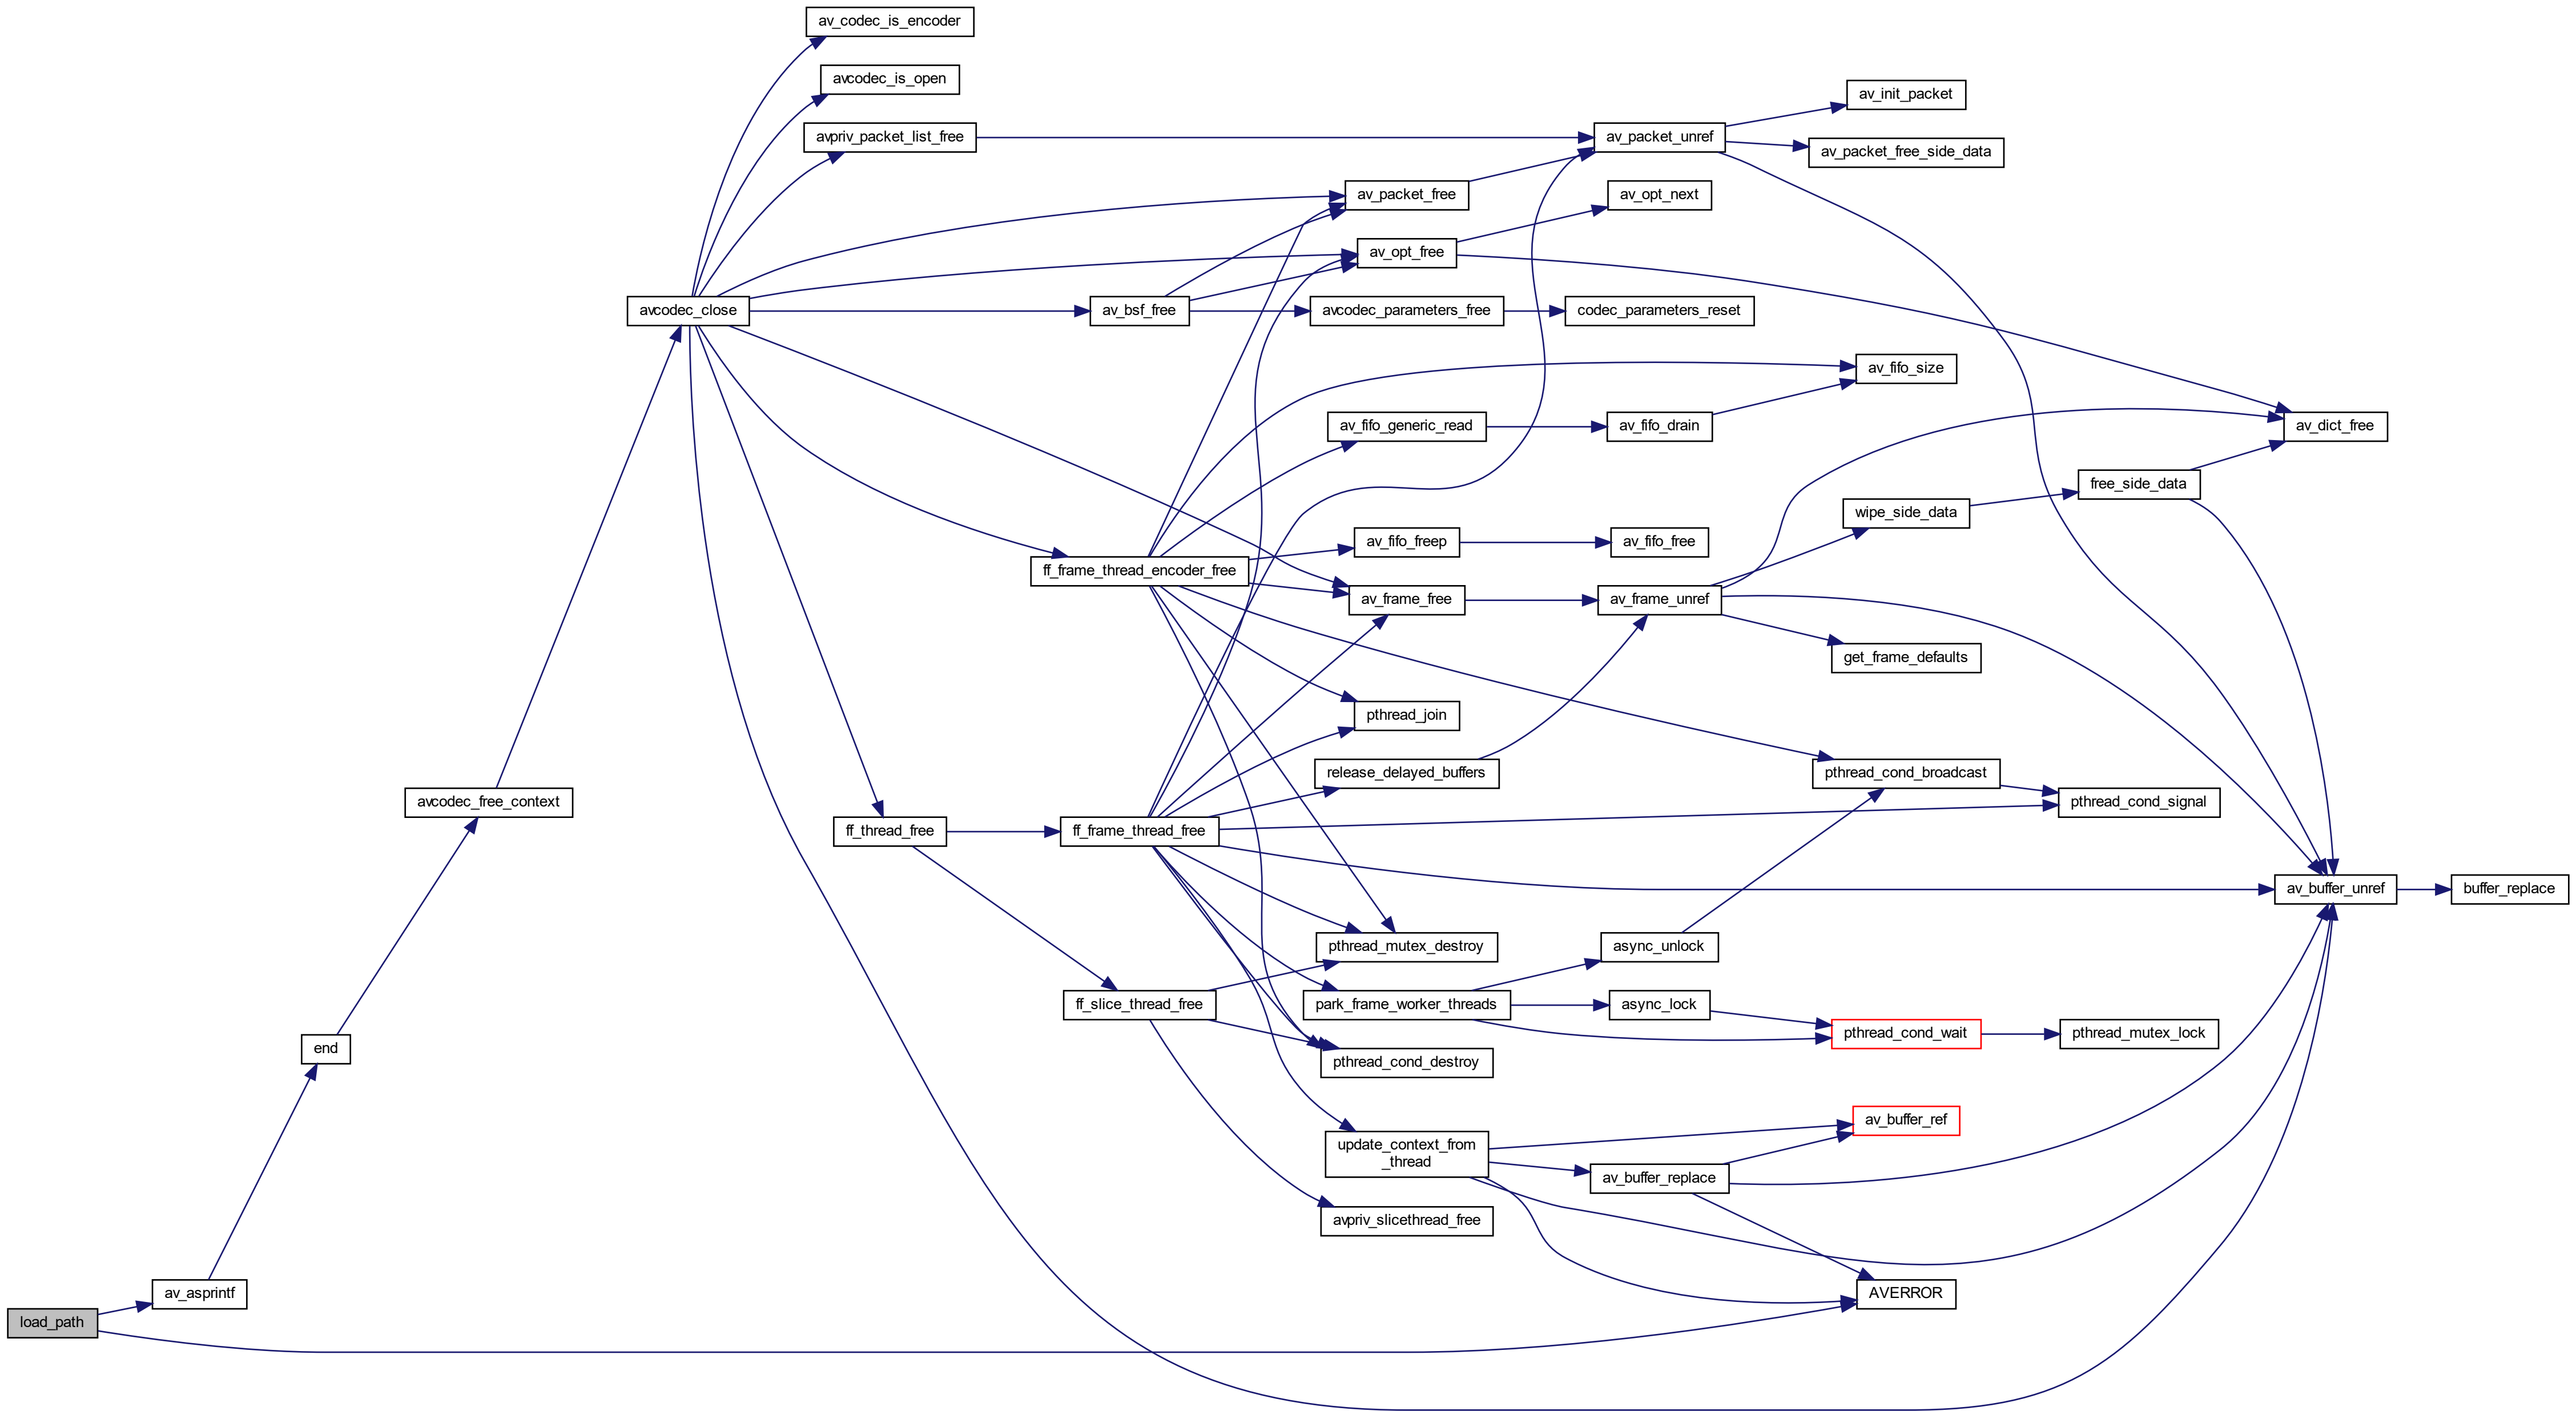 av_codec_is_encoder
avcodec_is_open
av_init_packet
avpriv_packet_list_free
av_packet_unref
av_packet_free_side_data
av_packet_free
av_opt_next
av_opt_free
avcodec_close
av_bsf_free
avcodec_parameters_free
codec_parameters_reset
av_fifo_size
av_fifo_generic_read
av_fifo_drain
av_dict_free
free_side_data
wipe_side_data
av_fifo_freep
av_fifo_free
ff_frame_thread_encoder_free
av_frame_free
av_frame_unref
get_frame_defaults
pthread_join
release_delayed_buffers
pthread_cond_broadcast
avcodec_free_context
pthread_cond_signal
ff_thread_free
ff_frame_thread_free
av_buffer_unref
buffer_replace
pthread_mutex_destroy
async_unlock
ff_slice_thread_free
park_frame_worker_threads
async_lock
pthread_cond_wait
pthread_mutex_lock
end
pthread_cond_destroy
av_buffer_ref
update_context_from
_thread
av_buffer_replace
avpriv_slicethread_free
av_asprintf
AVERROR
load_path